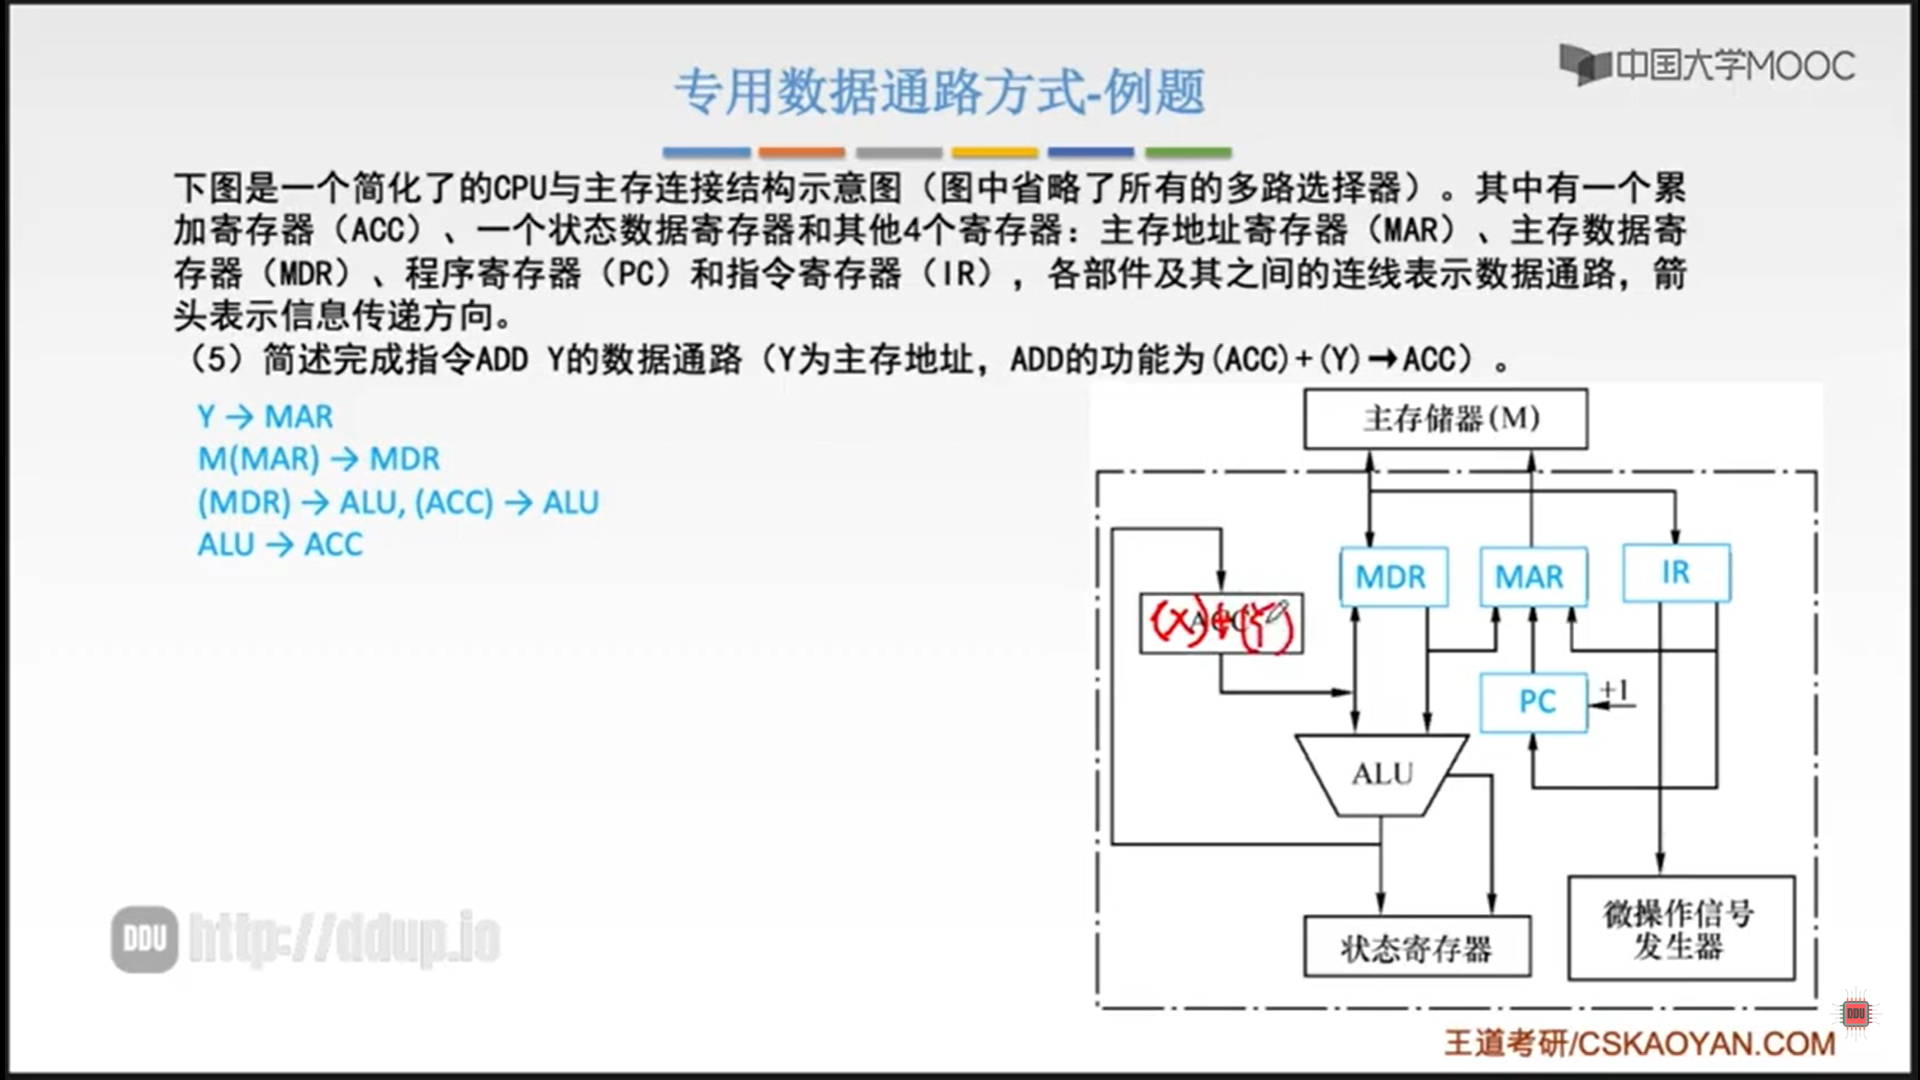 专用数据通路方式-例题
中国大学MOOC
下图是一个简化了的CPU与主存连接结构示意图（图中省略了所有的多路选择器）。其中有一个累
加寄存器（ACC）、一个状态数据寄存器和其他4个寄存器：主存地址寄存器（MAR）、主存数据寄
存器（MDR）、程序寄存器（PC）和指令寄存器（IR），各部件及其之间的连线表示数据通路，箭
头表示信息传递方向。
（5）简述完成指令ADD Y的数据通路（Y为主存地址，ADD的功能为(ACC)+(Y)→ACC）。
Y → MAR
M(MAR) → MDR
(MDR) → ALU, (ACC) → ALU
ALU → ACC
主存储器(M)
MDR
MAR
IR
(X)+(Y)
PC
+1
ALU
状态寄存器
微操作信号
发生器
DDU http://ddup.io
DDU
王道考研/CSKAOYAN.COM